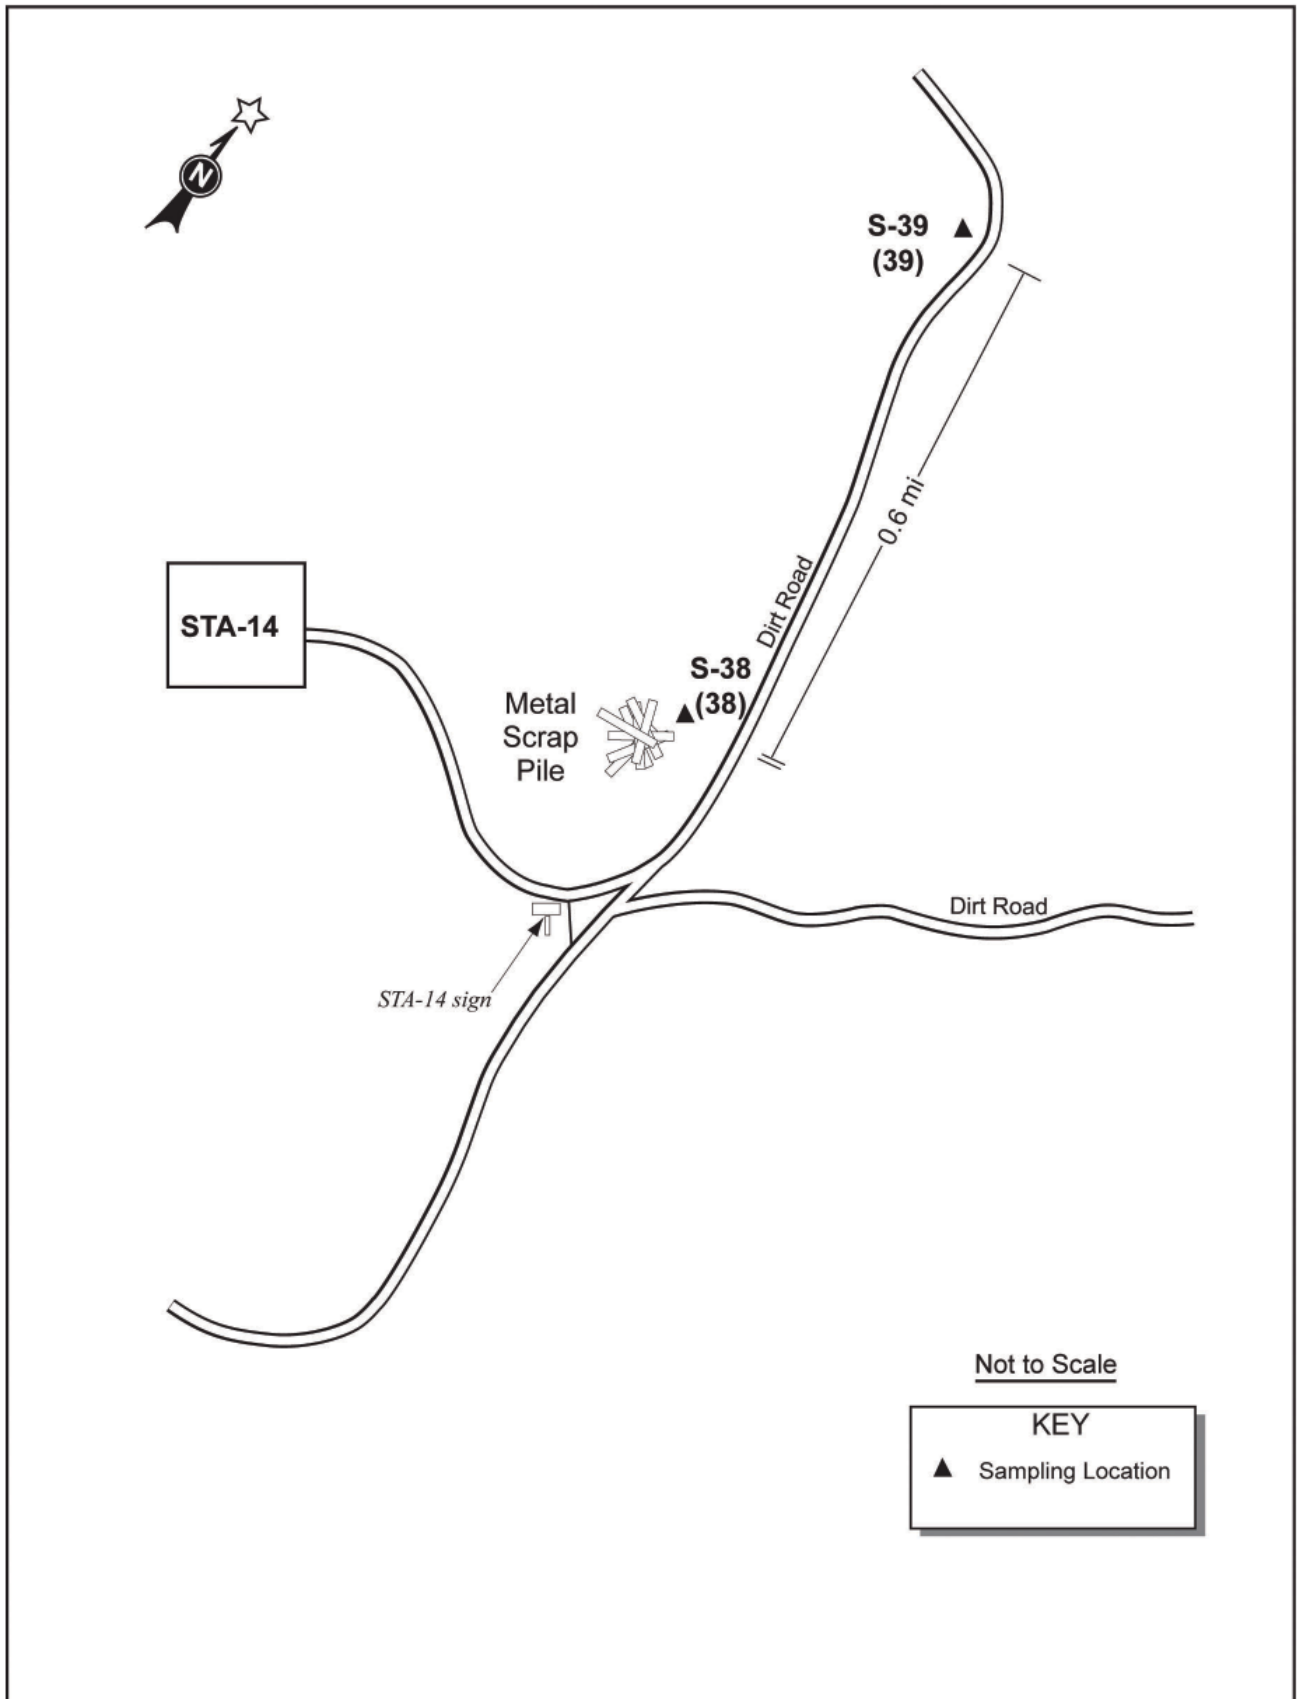 N
S-39
(39)
0.6 mi
Dirt Road
STA-14
S-38
(38)
Metal
Scrap
Pile
Dirt Road
STA-14 sign
Not to Scale
KEY
Sampling Location